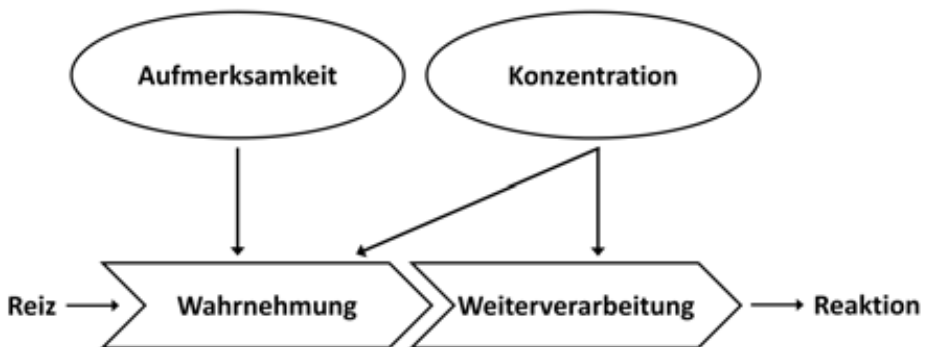 Aufmerksamkeit
Konzentration
Reiz
Wahrnehmung
Weiterverarbeitung
Reaktion